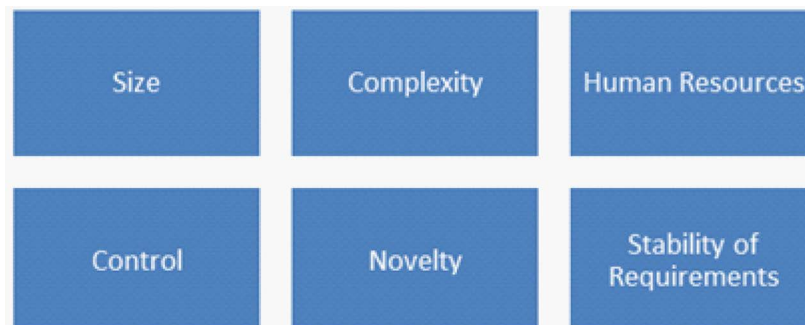 Size
Complexity
Human Resources
Control
Novelty
Stability of
Requirements